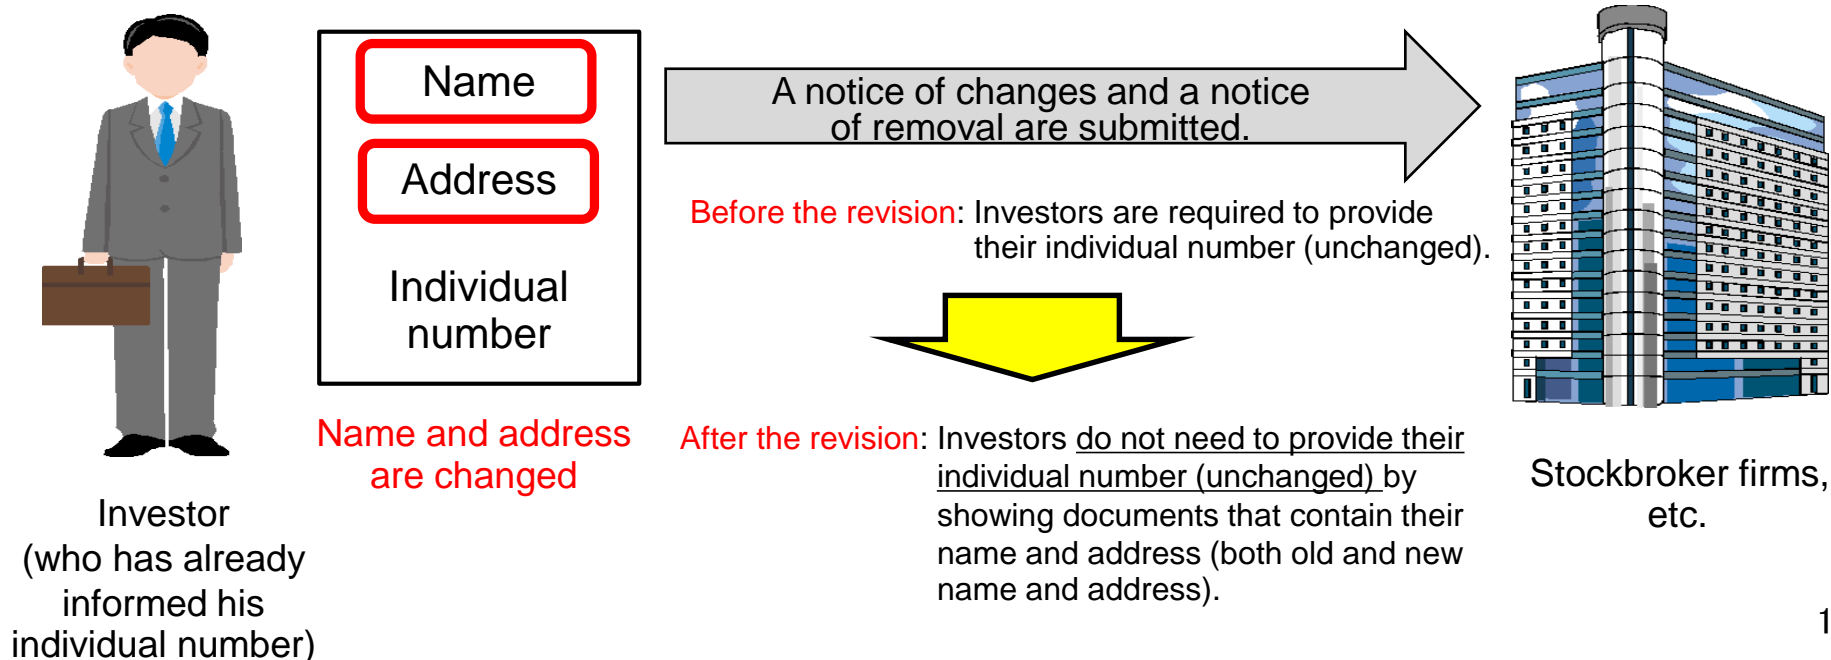 Name
Address
Individual
number
Name and address
are changed
Investor
(who has already
informed his
individual number)
A notice of changes and a notice
of removal are submitted.
Before the revision: Investors are required to provide
their individual number (unchanged).
After the revision: Investors do not need to provide their
individual number (unchanged) by
showing documents that contain their
name and address (both old and new
name and address).
Stockbroker firms,
etc.
1